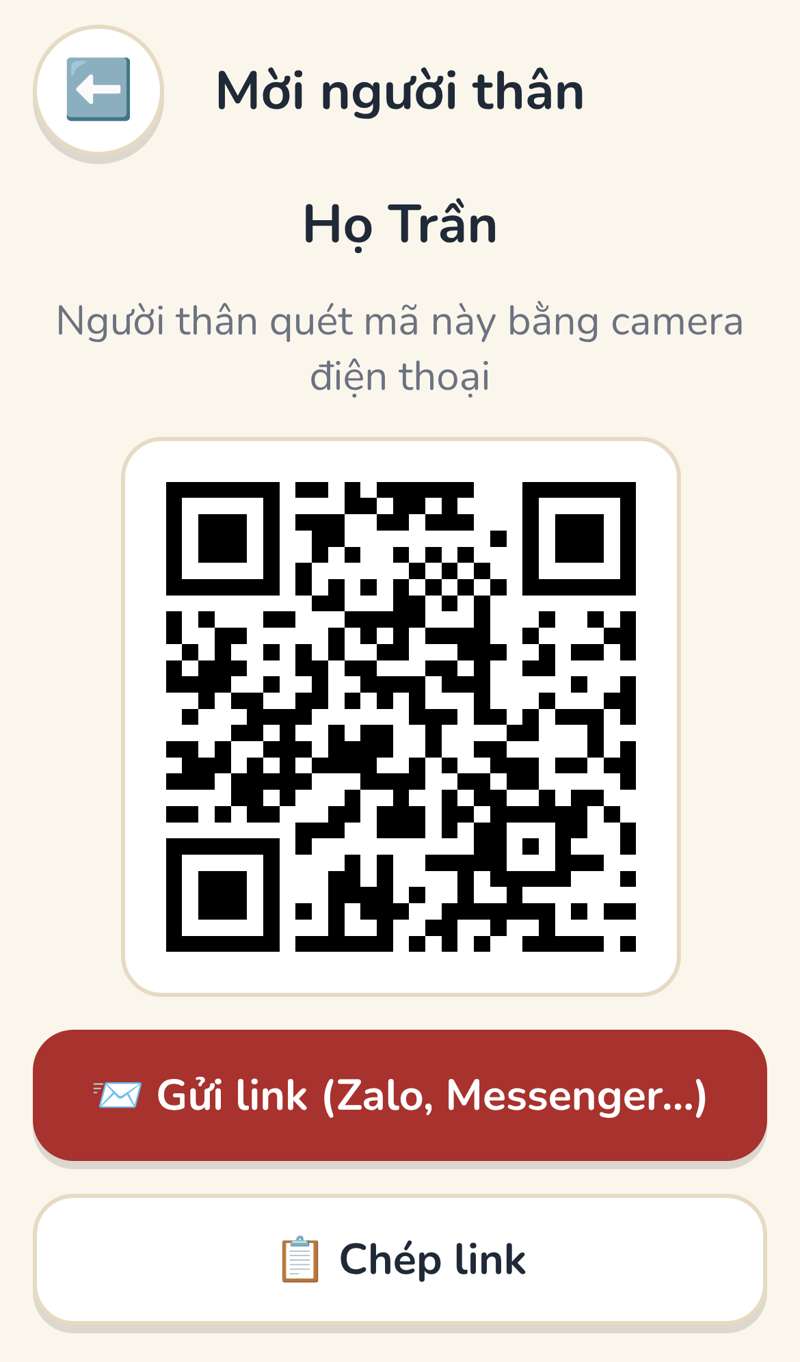 Mời người thân
Họ Trần
Người thân quét mã này bằng camera
điện thoại
Gửi link (Zalo, Messenger...)
Chép link